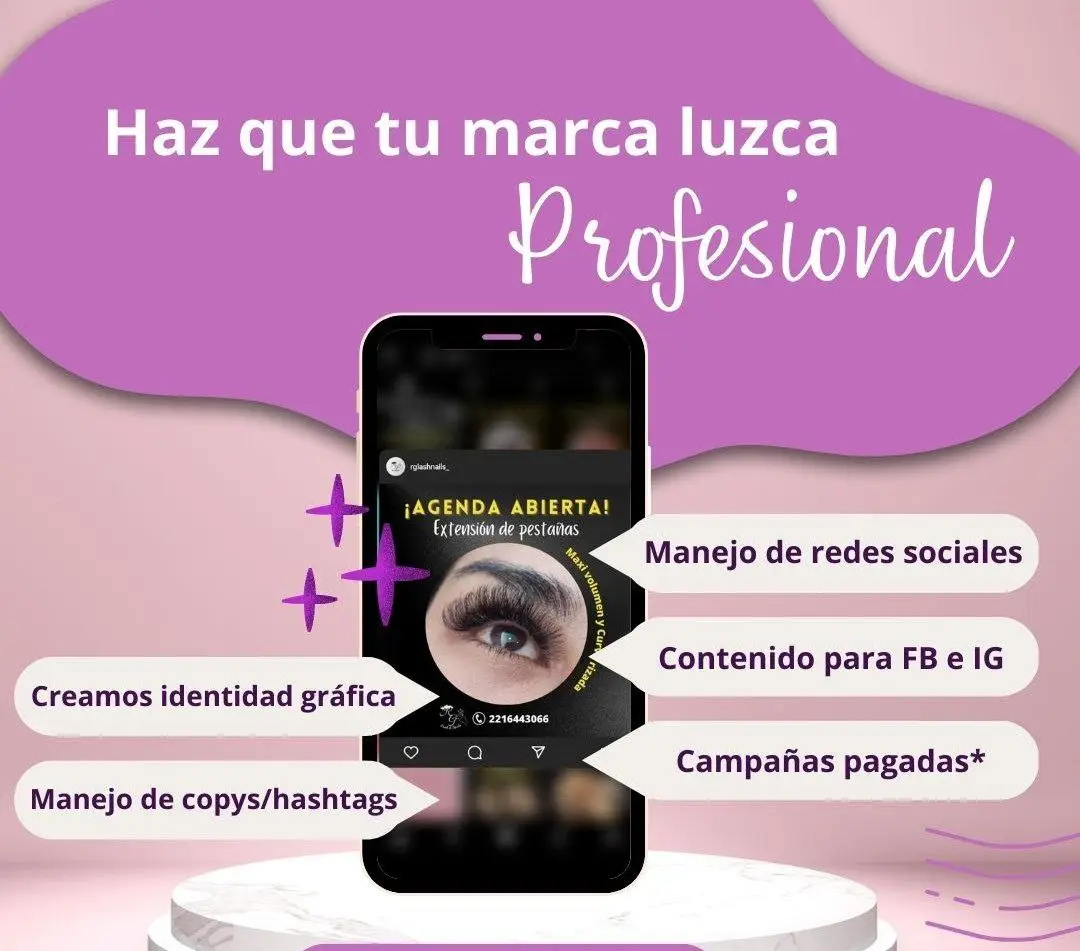 Haz que tu marca luzca
Profesional
rglashnails_
¡AGENDA ABIERTA!
Extensión de pestañas
Maxi volumen y
rizada
2216443066
Manejo de redes sociales
Contenido para FB e IG
Campañas pagadas*
Creamos identidad gráfica
Manejo de copys/hashtags